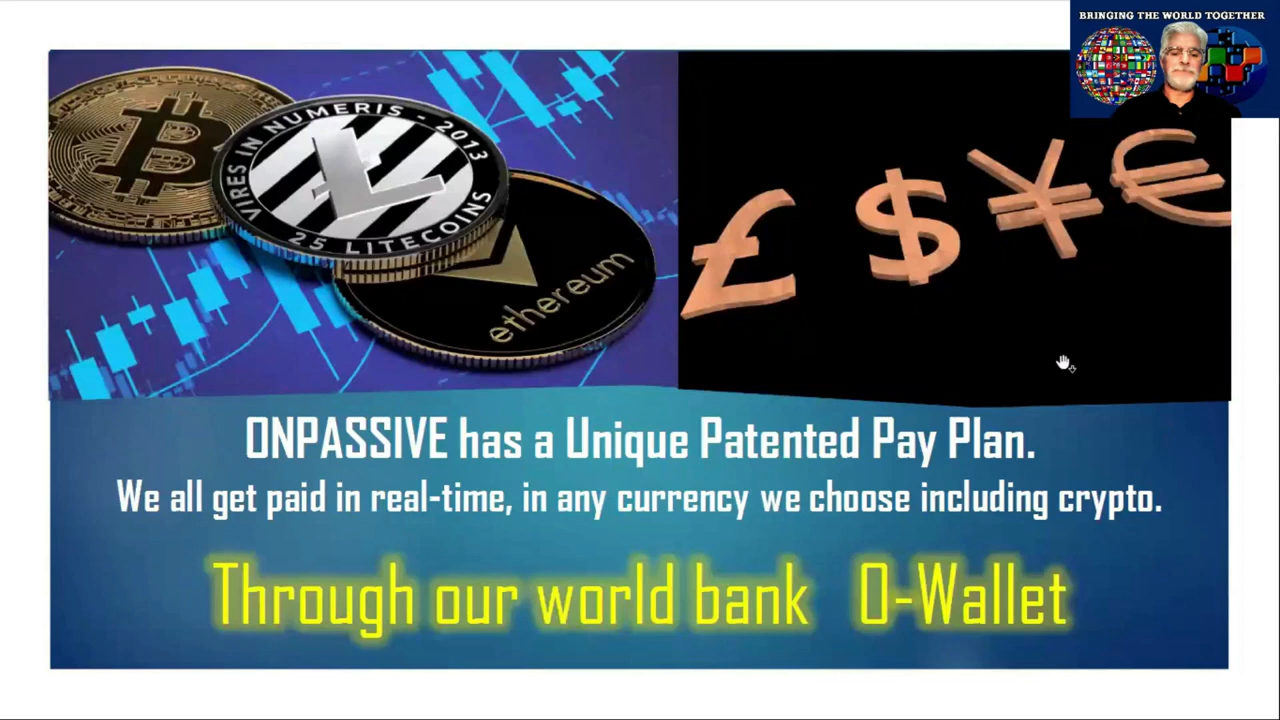 BRINGING THE WORLD TOGETHER
VIRES IN NUMERIS - 2013
25 LITECOINS
ethereum
£ $ ¥ €
ONPASSIVE has a Unique Patented Pay Plan.
We all get paid in real-time, in any currency we choose including crypto.
Through our world bank O-Wallet